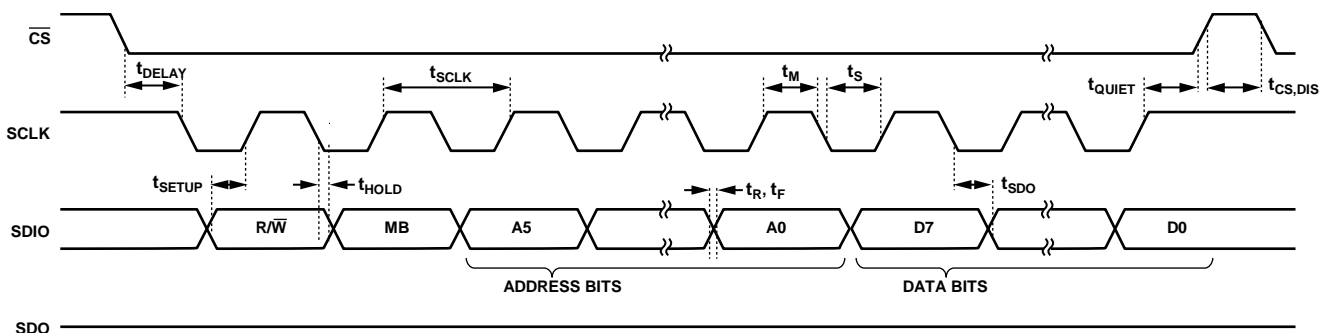 CS
tDELAY
tSCLK
tM
tS
tQUIET
tCS,DIS
SCLK
tSETUP
tHOLD
tR, tF
tSDO
SDIO
R/W
MB
A5
A0
D7
D0
ADDRESS BITS
DATA BITS
SDO